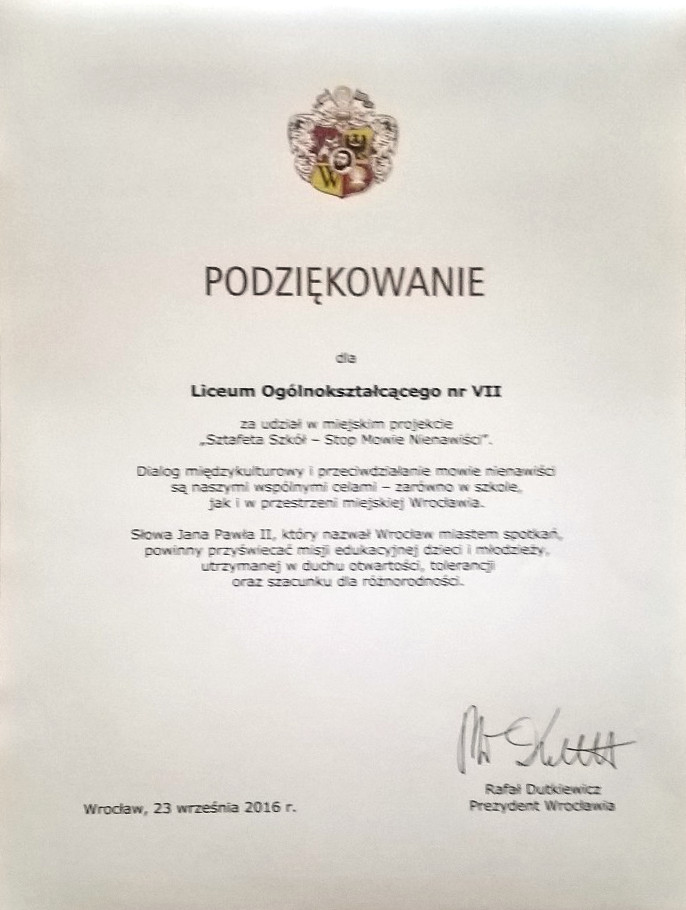 W
PODZIĘKOWANIE
dla
Liceum Ogólnokształcącego nr VII
za udział w miejskim projekcie
„Sztafeta Szkół – Stop Mowie Nienawiści”.
Dialog międzykulturowy i przeciwdziałanie mowie nienawiści
są naszymi wspólnymi celami – zarówno w szkole,
jak i w przestrzeni miejskiej Wrocławia.
Słowa Jana Pawła II, który nazwał Wrocław miastem spotkań,
powinny przyświecać misji edukacyjnej dzieci i młodzieży,
utrzymanej w duchu otwartości, tolerancji
oraz szacunku dla różnorodności.
Rafał Dutkiewicz
Prezydent Wrocławia
Wrocław, 23 września 2016 r.